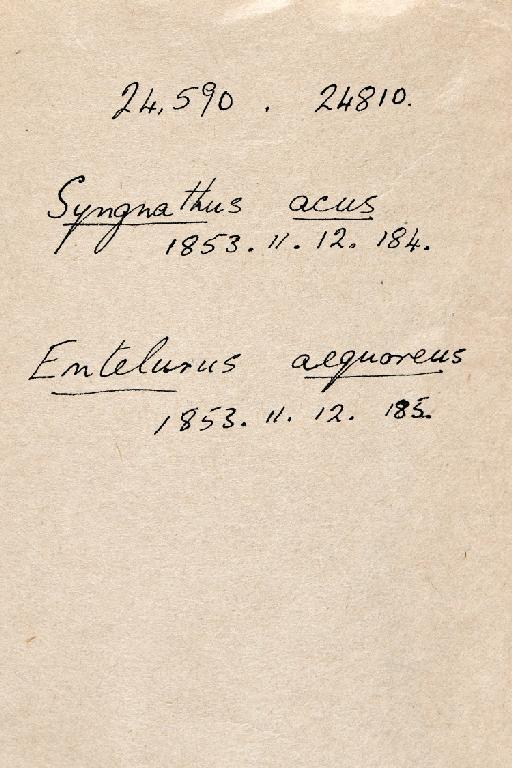 24,590 . 24810.
Syngnathus acus
1853. 11. 12. 184.
Entelurus aequoreus
1853. 11. 12. 185.